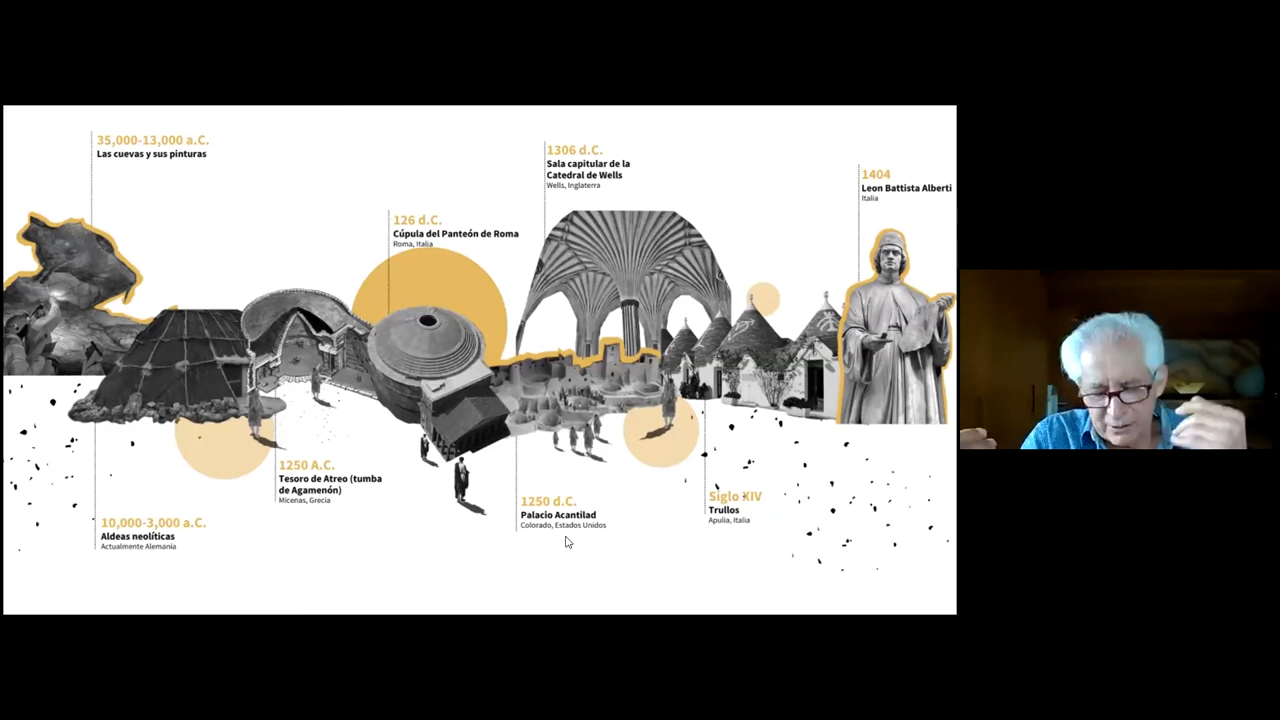 35,000-13,000 a.C.
Las cuevas y sus pinturas
126 d.C.
Cúpula del Panteón de Roma
Roma, Italia
1306 d.C.
Sala capitular de la
Catedral de Wells
Wells, Inglaterra
1404
Leon Battista Alberti
Italia
10,000-3,000 a.C.
Aldeas neolíticas
Actualmente Alemania
1250 A.C.
Tesoro de Atreo (tumba
de Agamenón)
Micenas, Grecia
1250 d.C.
Palacio Acantilad
Colorado, Estados Unidos
Siglo XIV
Trullos
Apulia, Italia